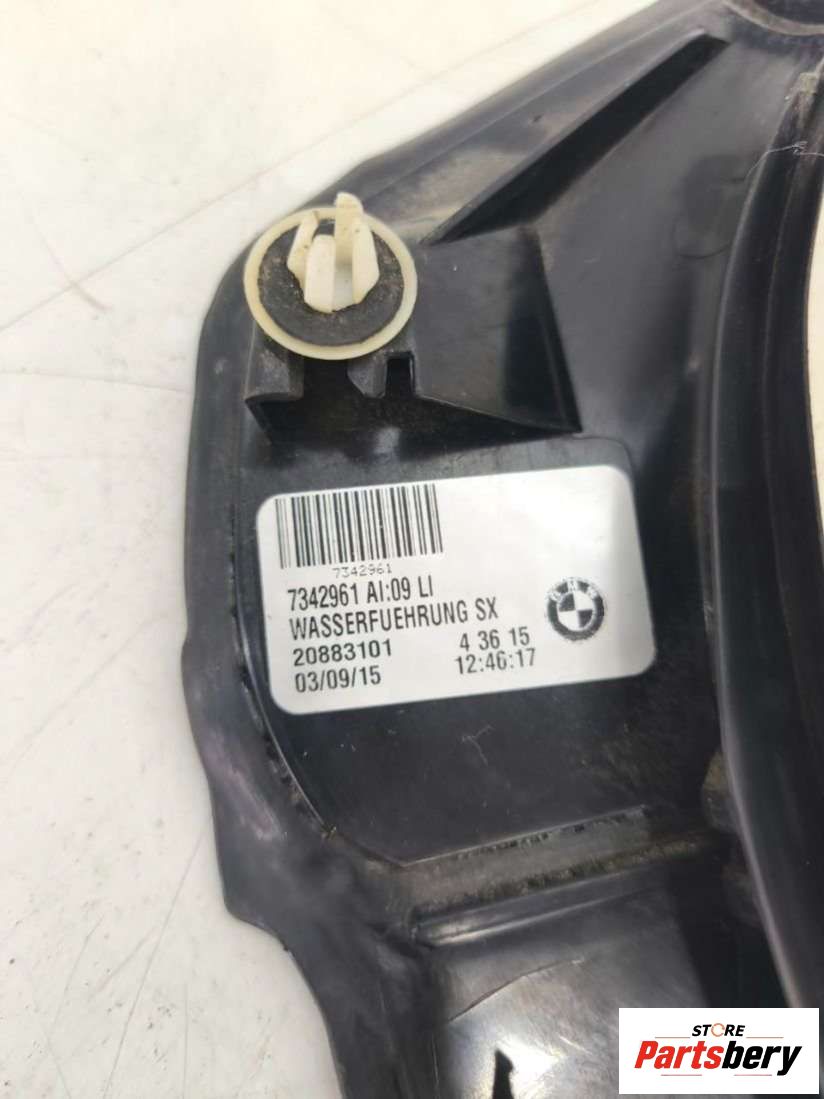 7342961
7342961 AI:09 LI
WASSERFUEHRUNG SX
20883101 4 36 15
03/09/15 12:46:17
BMW
STORE
Partsbery